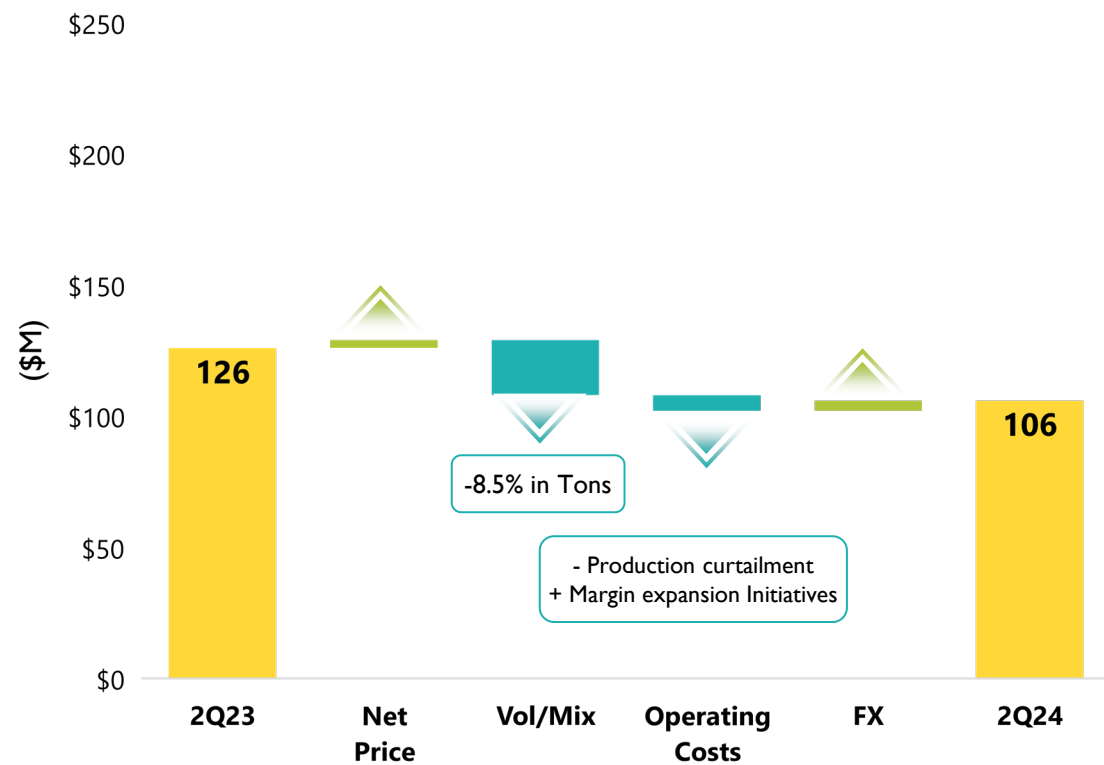 $250
$200
$150
$100
$50
$0
($M)
126
106
-8.5% in Tons
- Production curtailment
+ Margin expansion Initiatives
2Q23
Net
Price
Vol/Mix
Operating
Costs
FX
2Q24